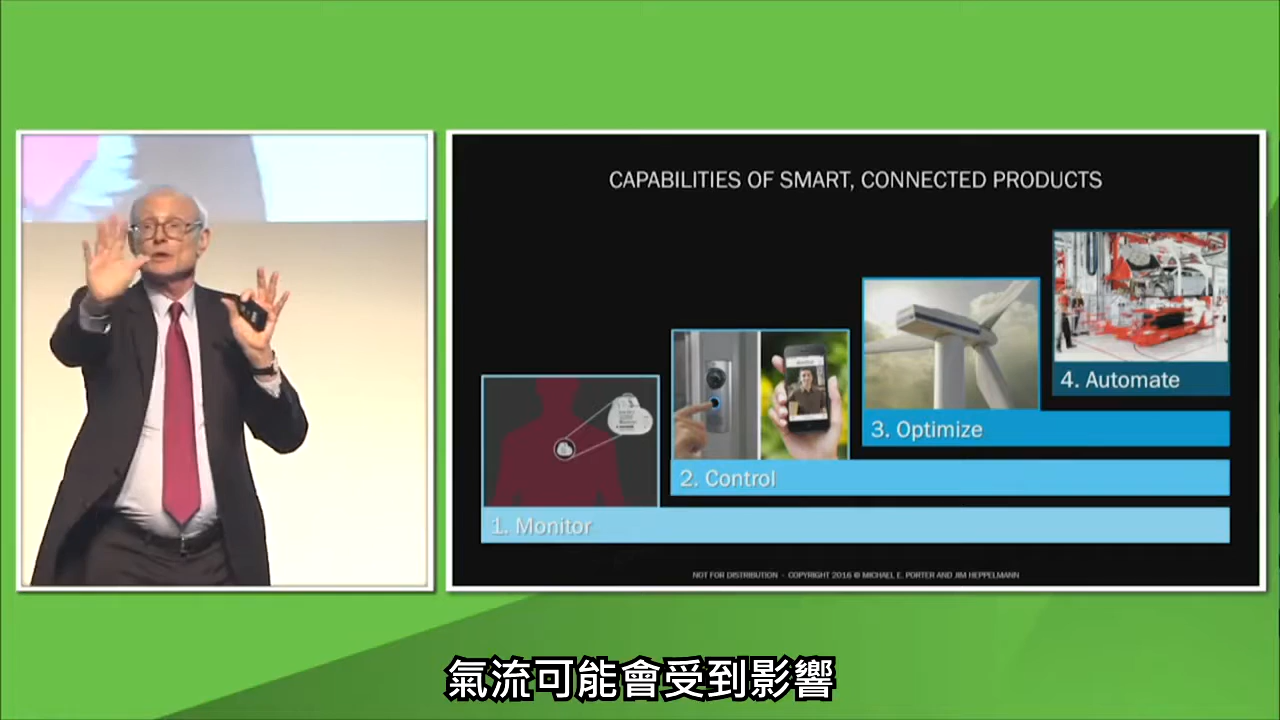 CAPABILITIES OF SMART, CONNECTED PRODUCTS
4. Automate
3. Optimize
2. Control
1. Monitor
NOT FOR DISTRIBUTION - COPYRIGHT 2016 © MICHAEL E. PORTER AND JIM HEPPELMANN
氣流可能會受到影響